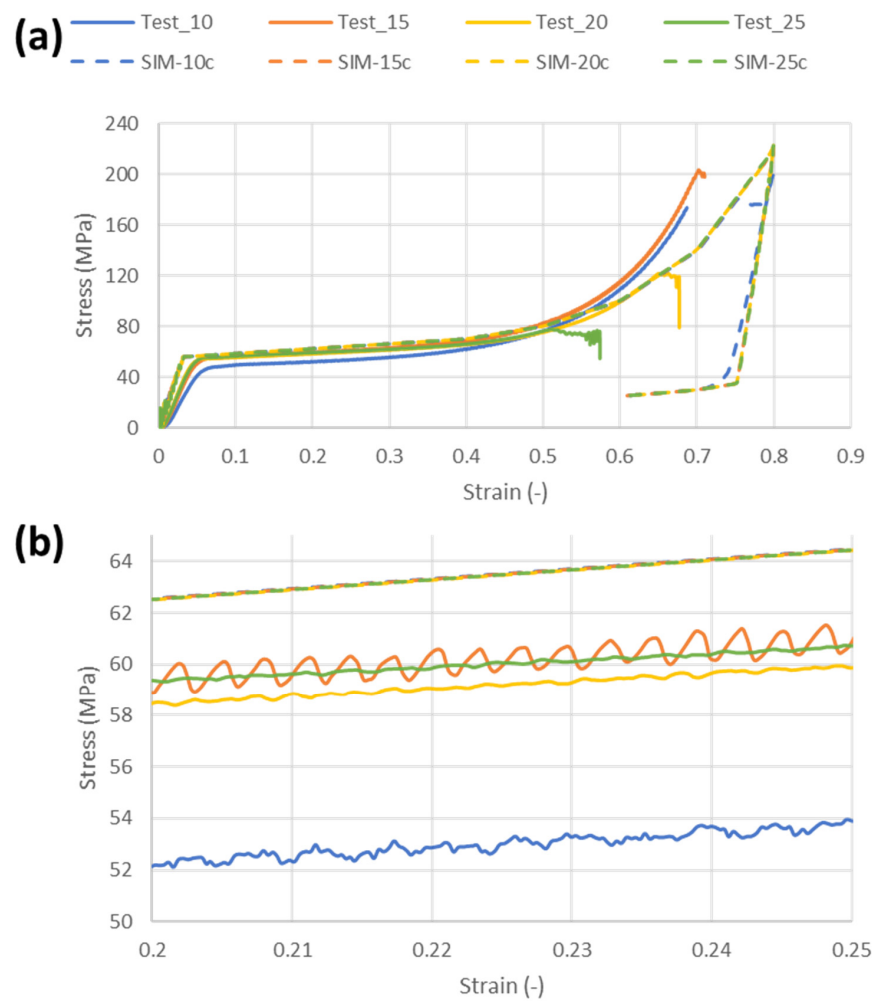 (a)
Test_10 Test_15 Test_20 Test_25
SIM-10c SIM-15c SIM-20c SIM-25c
240
200
160
120
80
40
0
Stress (MPa)
0 0.1 0.2 0.3 0.4 0.5 0.6 0.7 0.8 0.9
Strain (-)
(b)
64
62
60
58
56
54
52
50
Stress (MPa)
0.2 0.21 0.22 0.23 0.24 0.25
Strain (-)